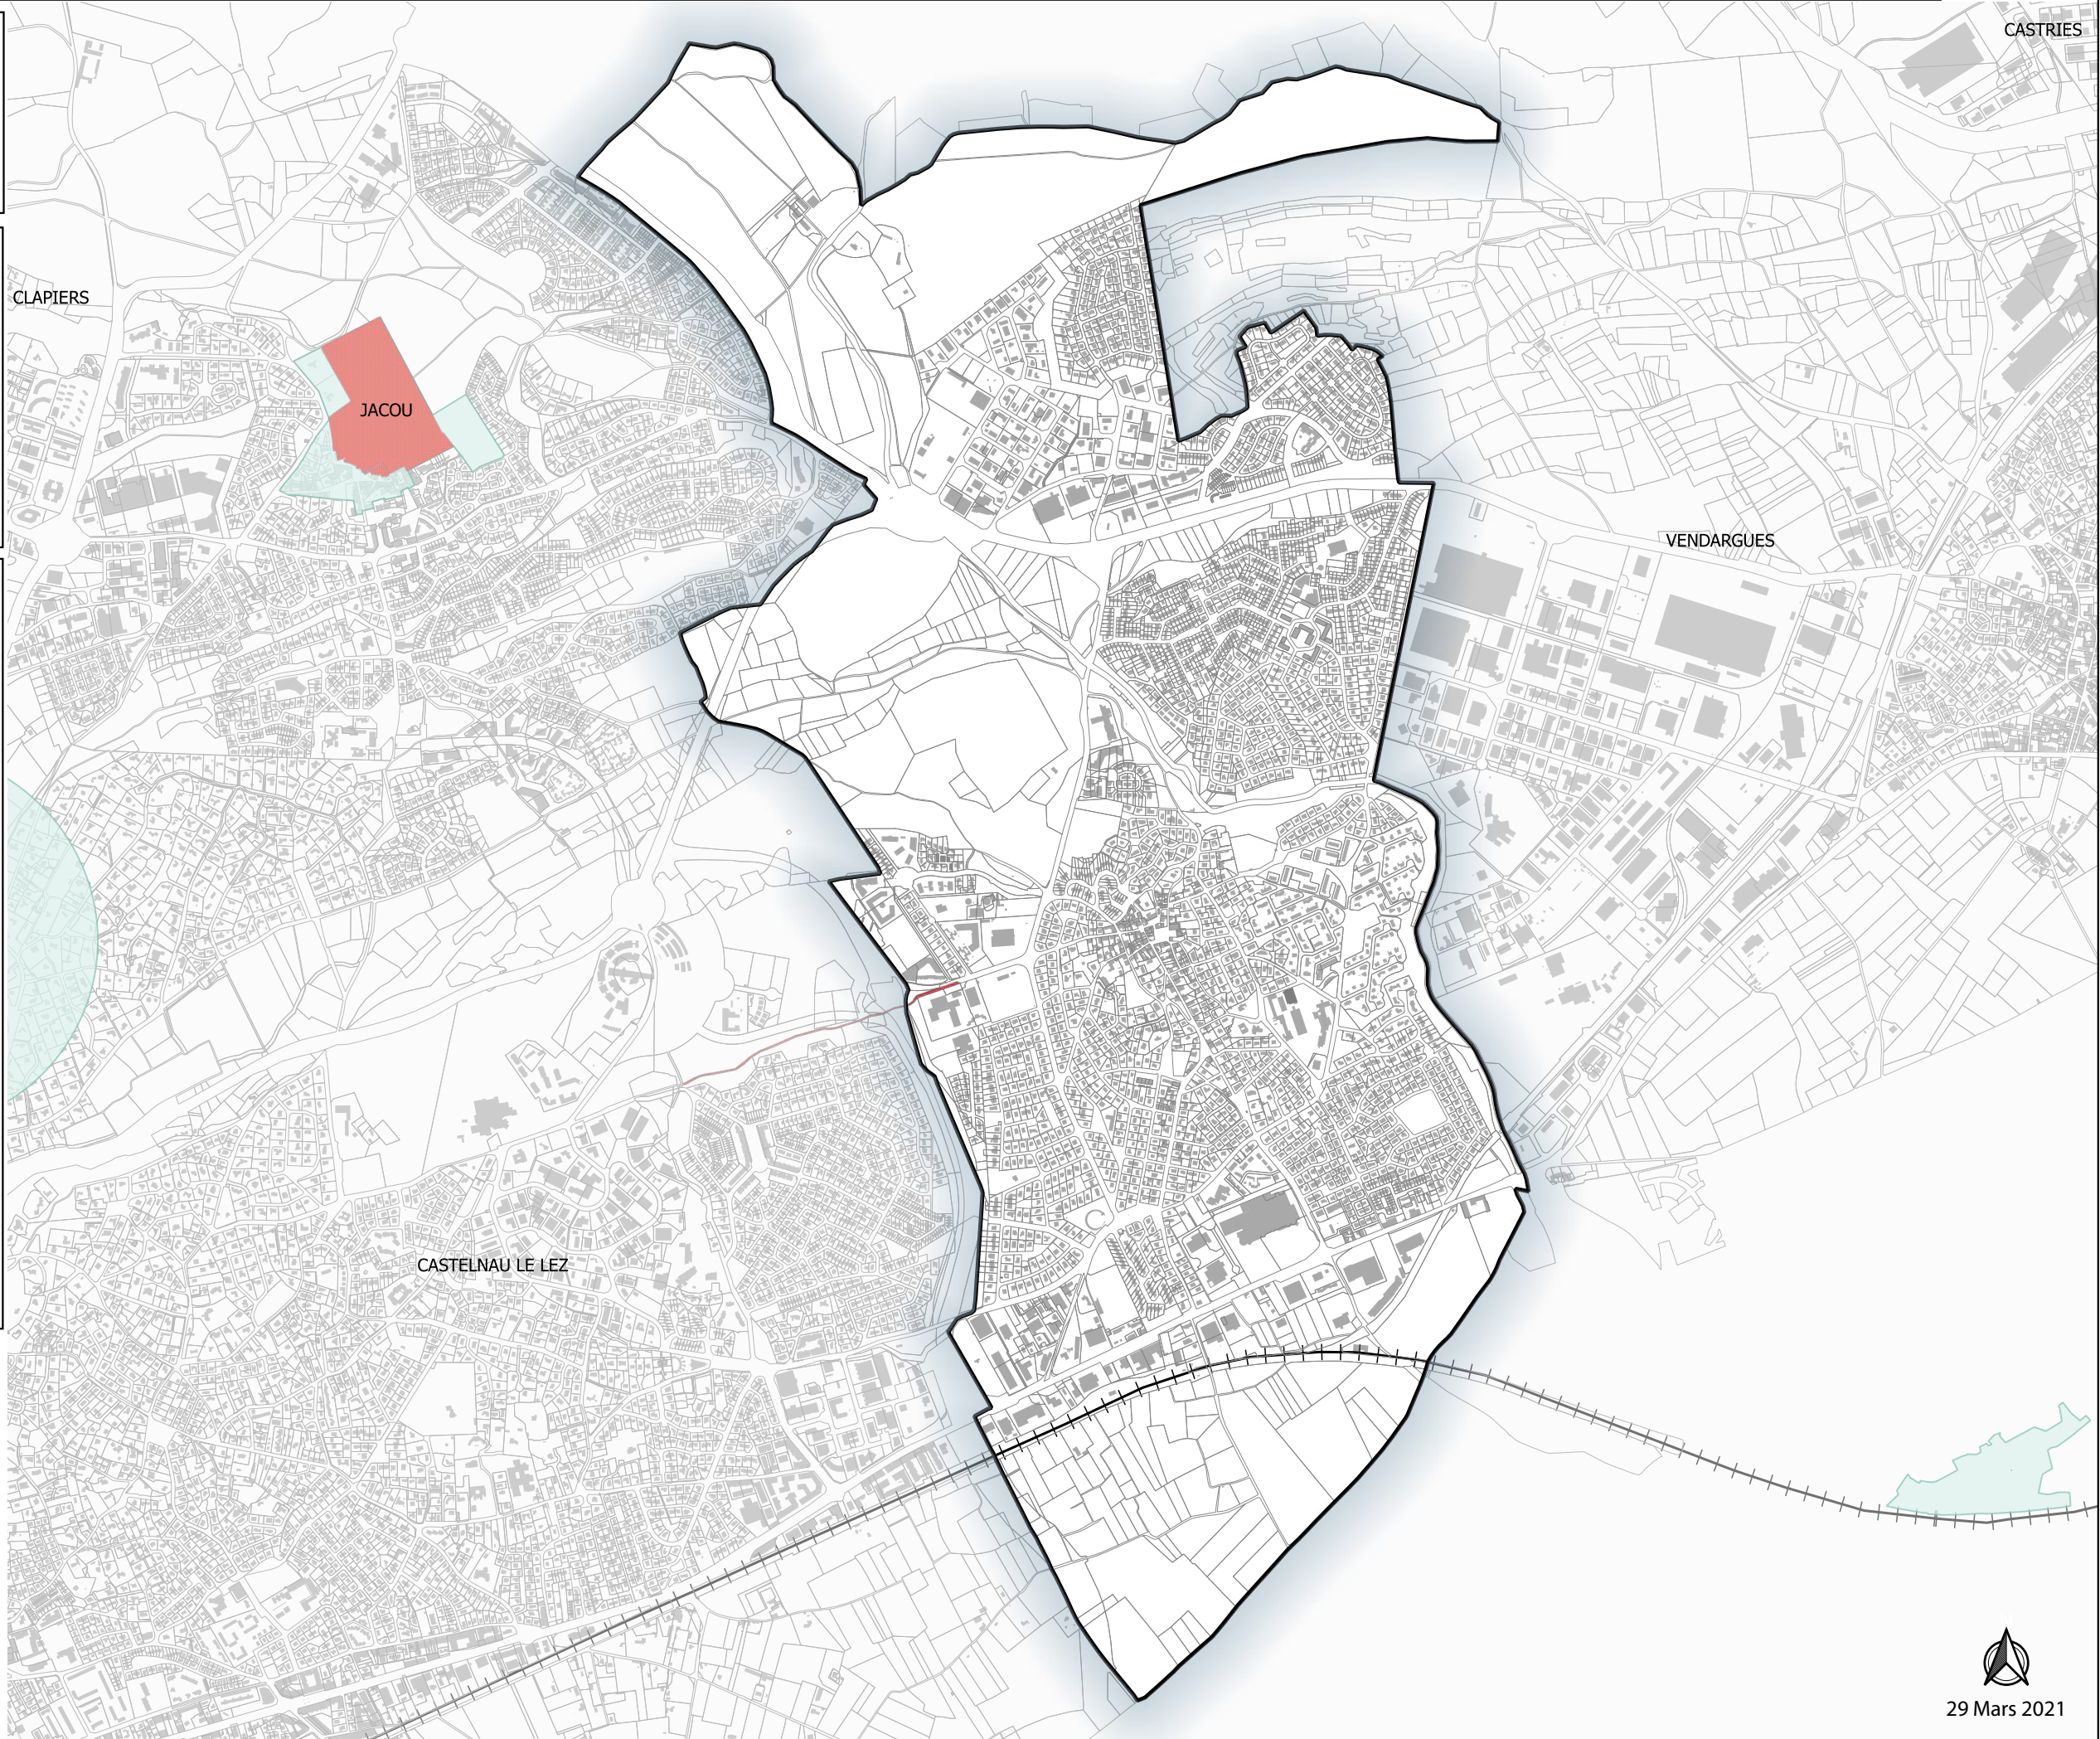 CASTRIES
CLAPIERS
JACOU
VENDARGUES
CASTELNAU LE LEZ
29 Mars 2021